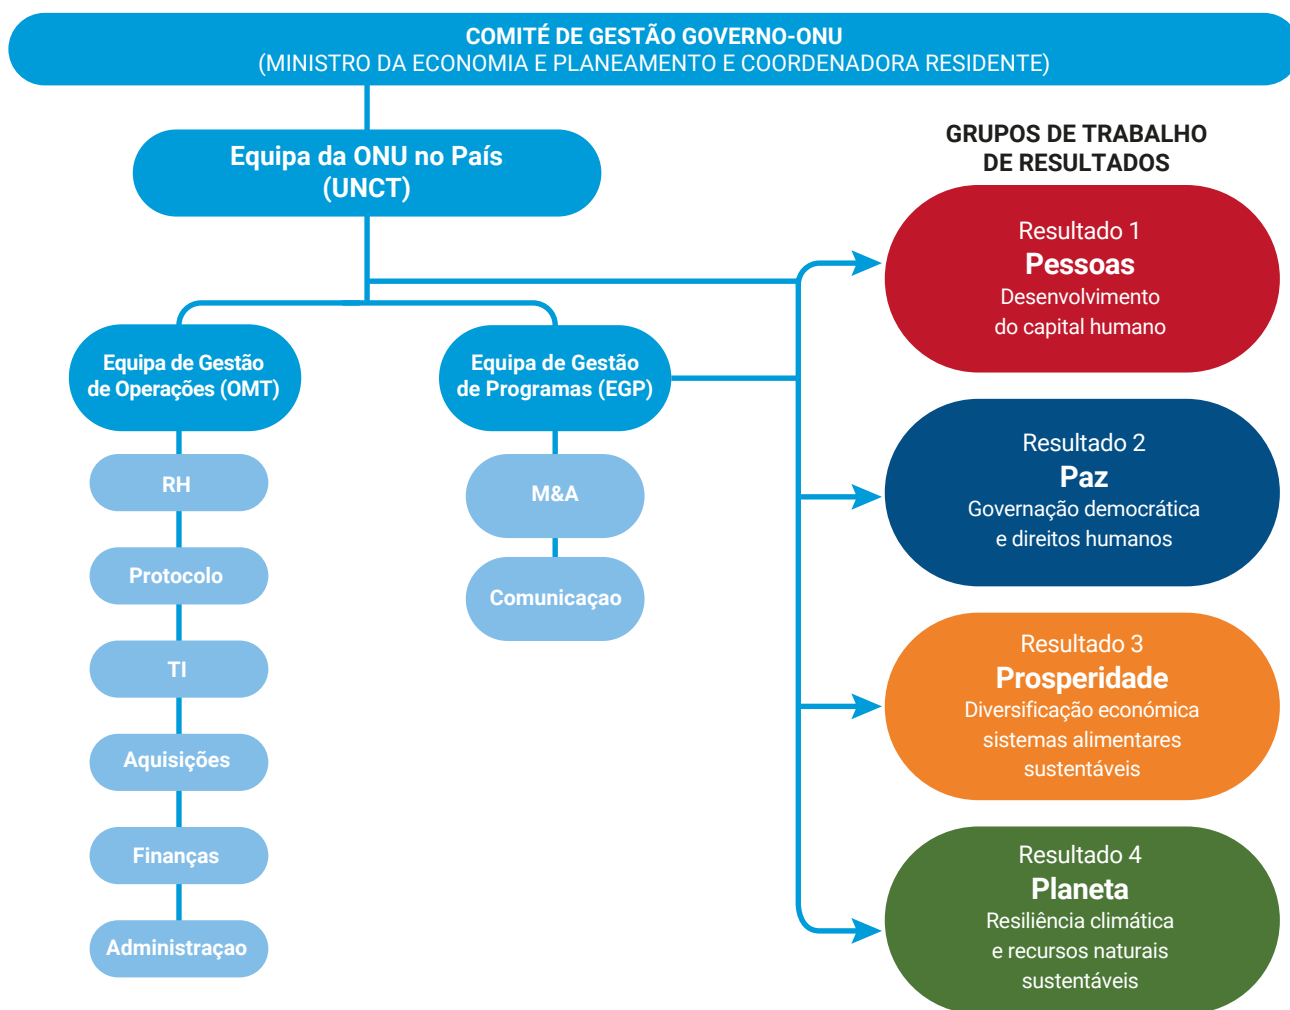 COMITÉ DE GESTÃO GOVERNO-ONU
(MINISTRO DA ECONOMIA E PLANEAMENTO E COORDENADORA RESIDENTE)
Equipa da ONU no País
(UNCT)
Equipa de Gestão
de Operações (OMT)
RH
Protocolo
TI
Aquisições
Finanças
Administraçao
Equipa de Gestão
de Programas (EGP)
M&A
Comunicaçao
GRUPOS DE TRABALHO
DE RESULTADOS
Resultado 1
Pessoas
Desenvolvimento
do capital humano
Resultado 2
Paz
Governação democrática
e direitos humanos
Resultado 3
Prosperidade
Diversificação económica
sistemas alimentares
sustentáveis
Resultado 4
Planeta
Resiliência climática
e recursos naturais
sustentáveis